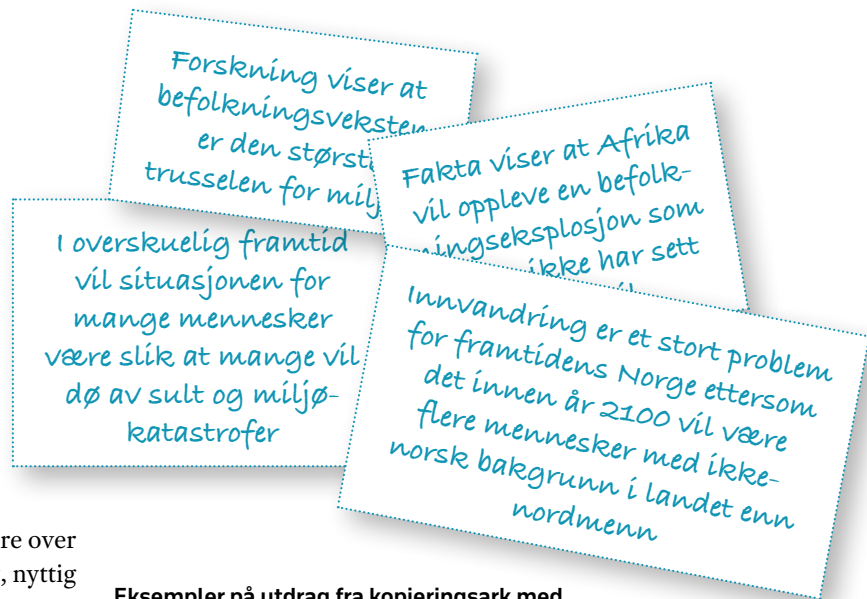 Forskning viser at
befolkningsveksten
er den størst
trusselen for milj
Fakta viser at Afrika
vil oppleve en befolk-
ningseksplosjon som
ikke har sett
I overskuelig framtid
vil situasjonen for
mange mennesker
være slik at mange vil
dø av sult og miljø-
katastrofer
Innvandring er et stort problem
for framtidens Norge ettersom
det innen år 2100 vil være
flere mennesker med ikke-
norsk bakgrunn i landet enn
nordmenn
re over
, nyttig
Eksempler på utdrag fra kopieringsark med